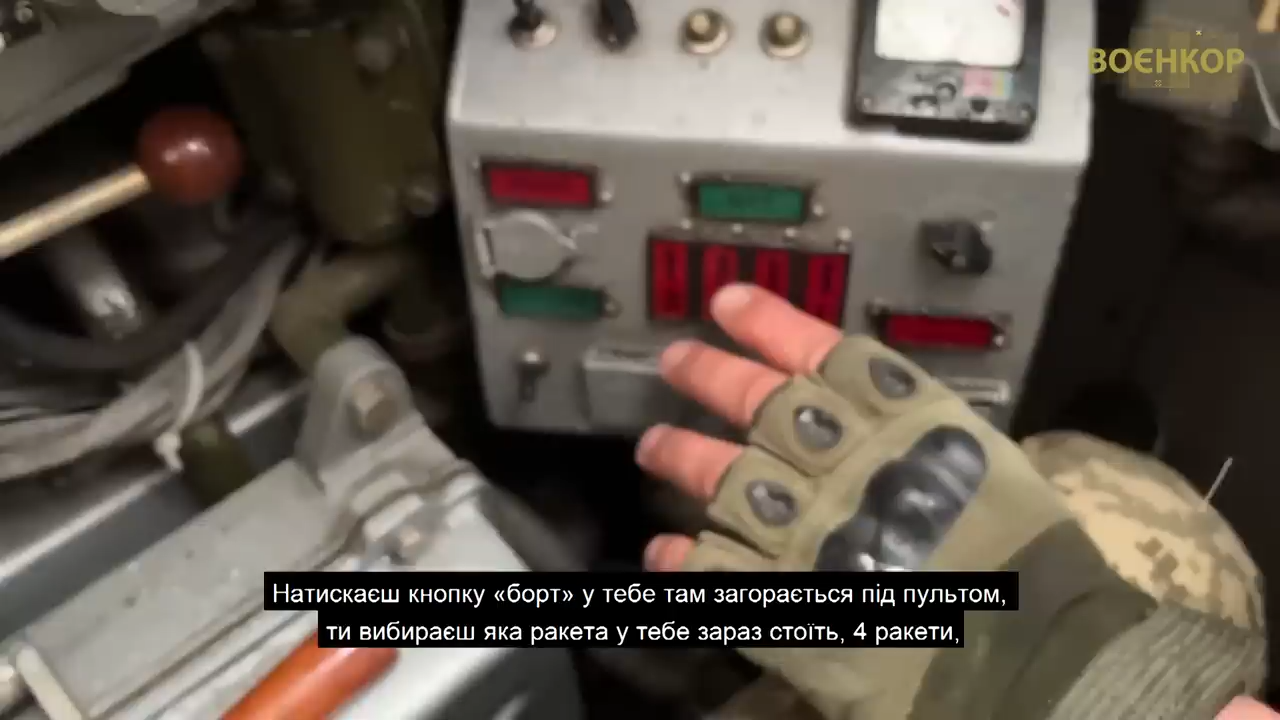 ВОЄНКОР
Натискаєш кнопку «борт» у тебе там загорається під пультом,
ти вибираєш яка ракета у тебе зараз стоїть, 4 ракети,